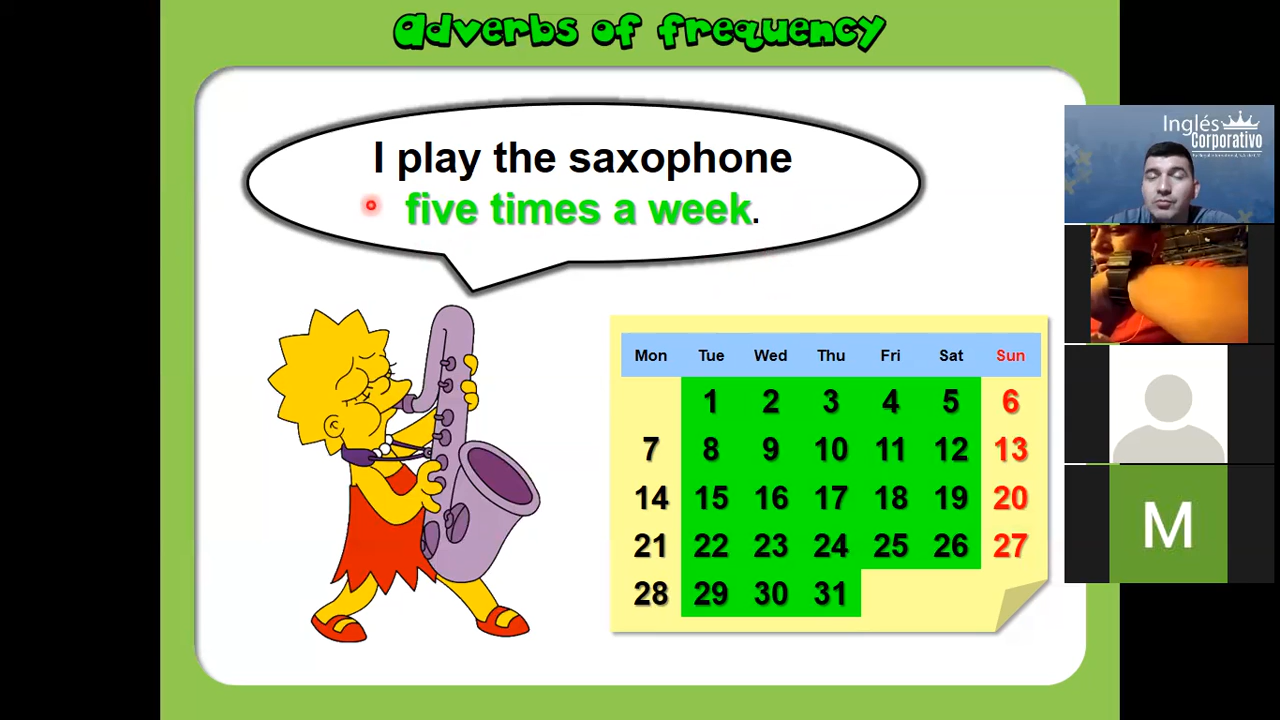 Adverbs of frequency
I play the saxophone
five times a week.
Mon Tue Wed Thu Fri Sat Sun
1 2 3 4 5 6
7 8 9 10 11 12 13
14 15 16 17 18 19 20
21 22 23 24 25 26 27
28 29 30 31
Inglés
Corporativo
M